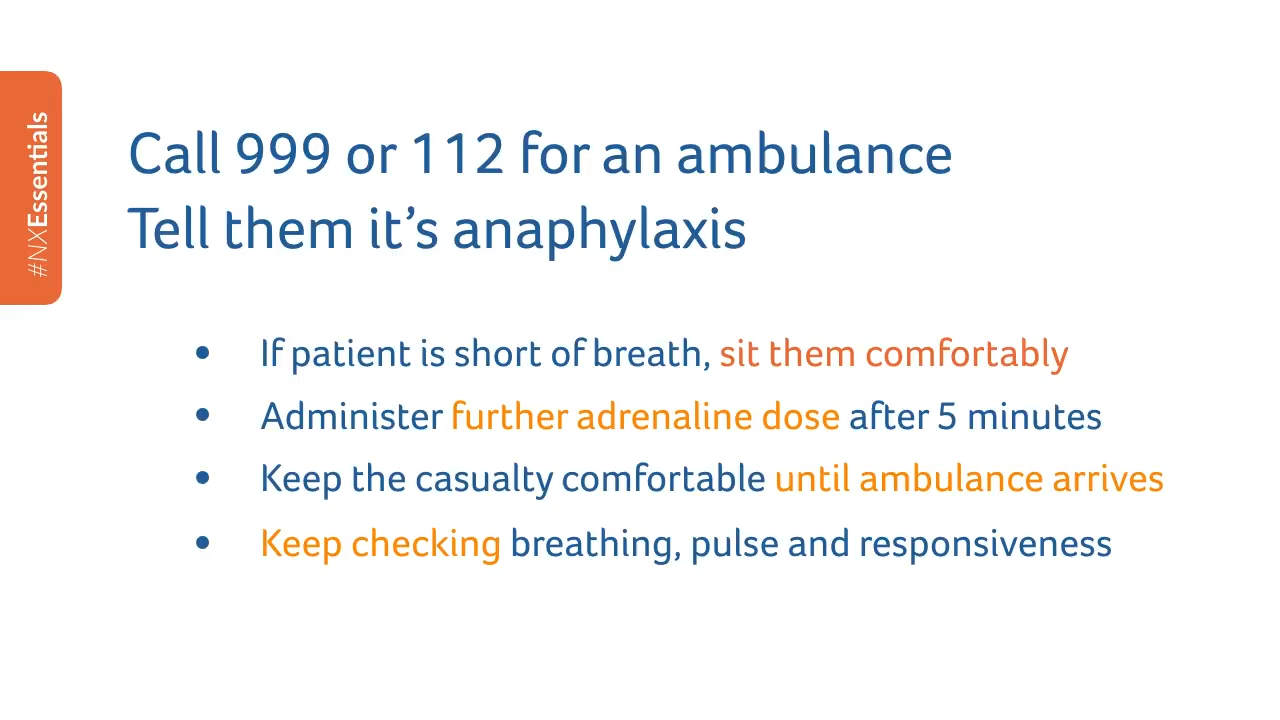 #NXEssentials
Call 999 or 112 for an ambulance
Tell them it’s anaphylaxis
• If patient is short of breath, sit them comfortably
• Administer further adrenaline dose after 5 minutes
• Keep the casualty comfortable until ambulance arrives
• Keep checking breathing, pulse and responsiveness